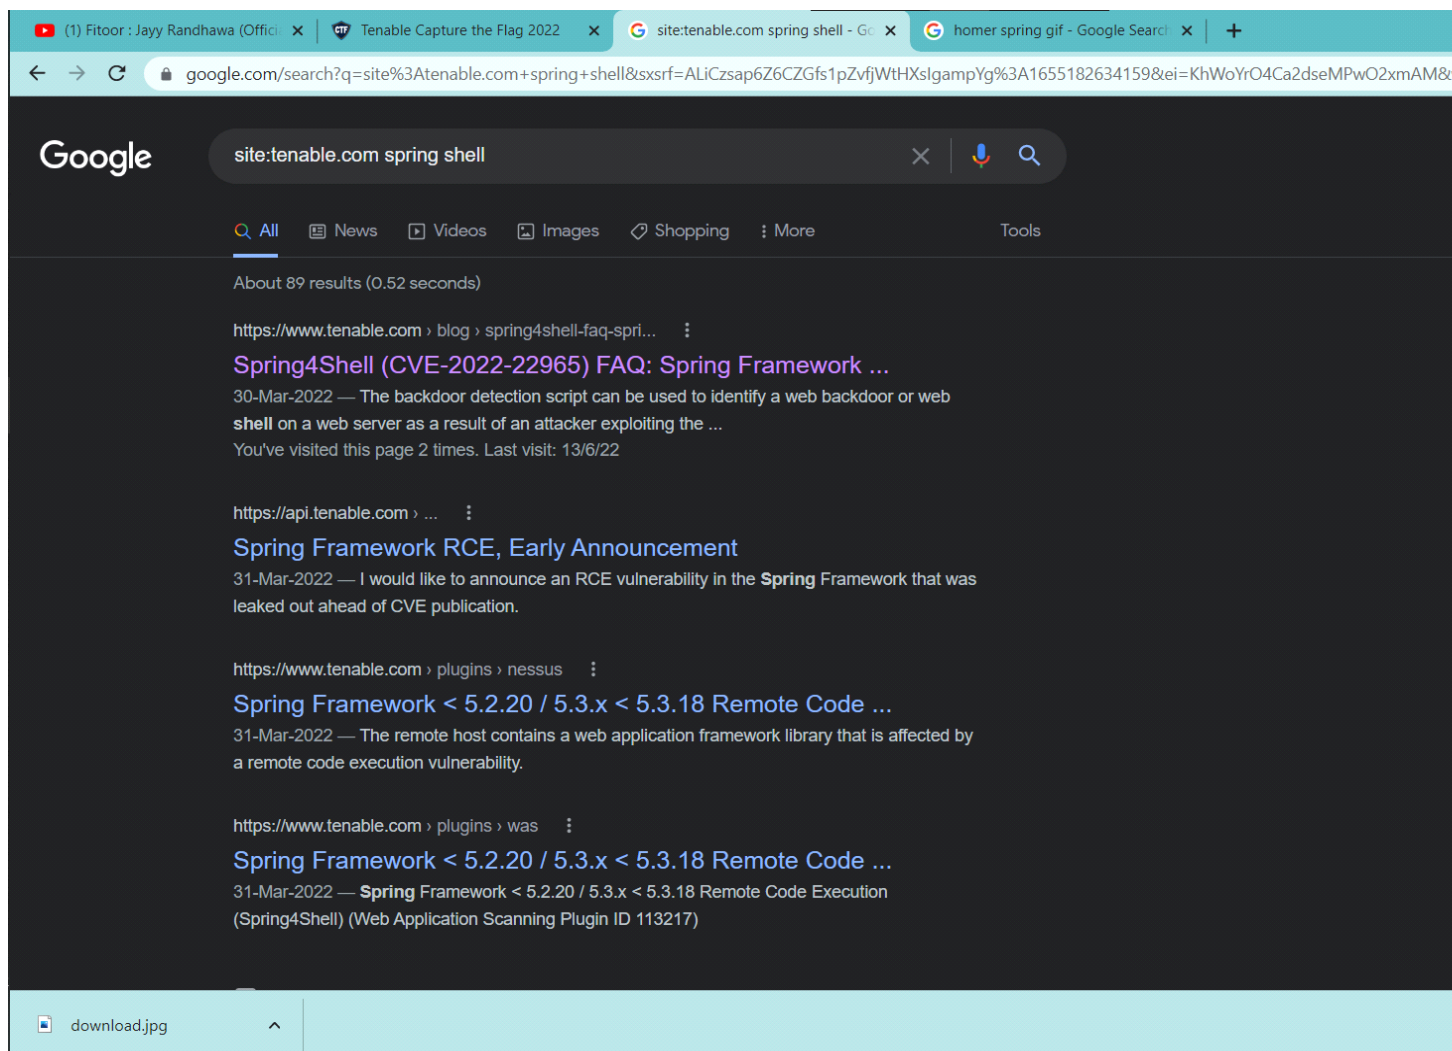 (1) Fitoor : Jayy Randhawa (Offici
Tenable Capture the Flag 2022
site:tenable.com spring shell - Go
homer spring gif - Google Search
google.com/search?q=site%3Atenable.com+spring+shell&sxsrf=ALiCzsap6Z6CZGfs1pZvfjWtHXsIgampYg%3A1655182634159&ei=KhWoYrO4Ca2dseMPwO2xmAM&
Google
site:tenable.com spring shell
All
News
Videos
Images
Shopping
More
Tools
About 89 results (0.52 seconds)
https://www.tenable.com › blog › spring4shell-faq-spri...
Spring4Shell (CVE-2022-22965) FAQ: Spring Framework ...
30-Mar-2022 — The backdoor detection script can be used to identify a web backdoor or web
shell on a web server as a result of an attacker exploiting the ...
You've visited this page 2 times. Last visit: 13/6/22
https://api.tenable.com › ...
Spring Framework RCE, Early Announcement
31-Mar-2022 — I would like to announce an RCE vulnerability in the Spring Framework that was
leaked out ahead of CVE publication.
https://www.tenable.com › plugins › nessus
Spring Framework < 5.2.20 / 5.3.x < 5.3.18 Remote Code ...
31-Mar-2022 — The remote host contains a web application framework library that is affected by
a remote code execution vulnerability.
https://www.tenable.com › plugins › was
Spring Framework < 5.2.20 / 5.3.x < 5.3.18 Remote Code ...
31-Mar-2022 — Spring Framework < 5.2.20 / 5.3.x < 5.3.18 Remote Code Execution
(Spring4Shell) (Web Application Scanning Plugin ID 113217)
download.jpg